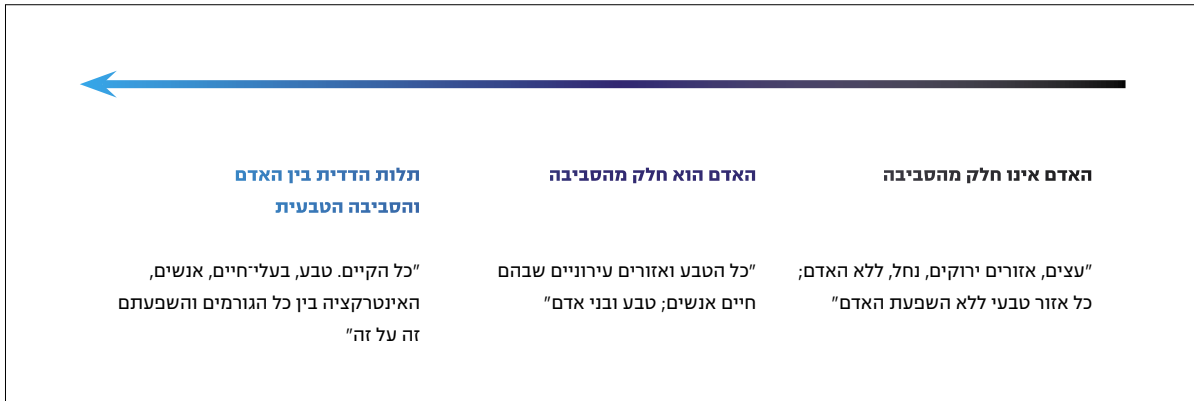 האדם אינו חלק מהסביבה
"עצים, אזורים ירוקים, נחל, ללא האדם;
כל אזור טבעי ללא השפעת האדם"
האדם הוא חלק מהסביבה
"כל הטבע ואזורים עירוניים שבהם
חיים אנשים; טבע ובני אדם"
תלות הדדית בין האדם
והסביבה הטבעית
"כל הקיים. טבע, בעלי־חיים, אנשים,
האינטרקציה בין כל הגורמים והשפעתם
זה על זה"